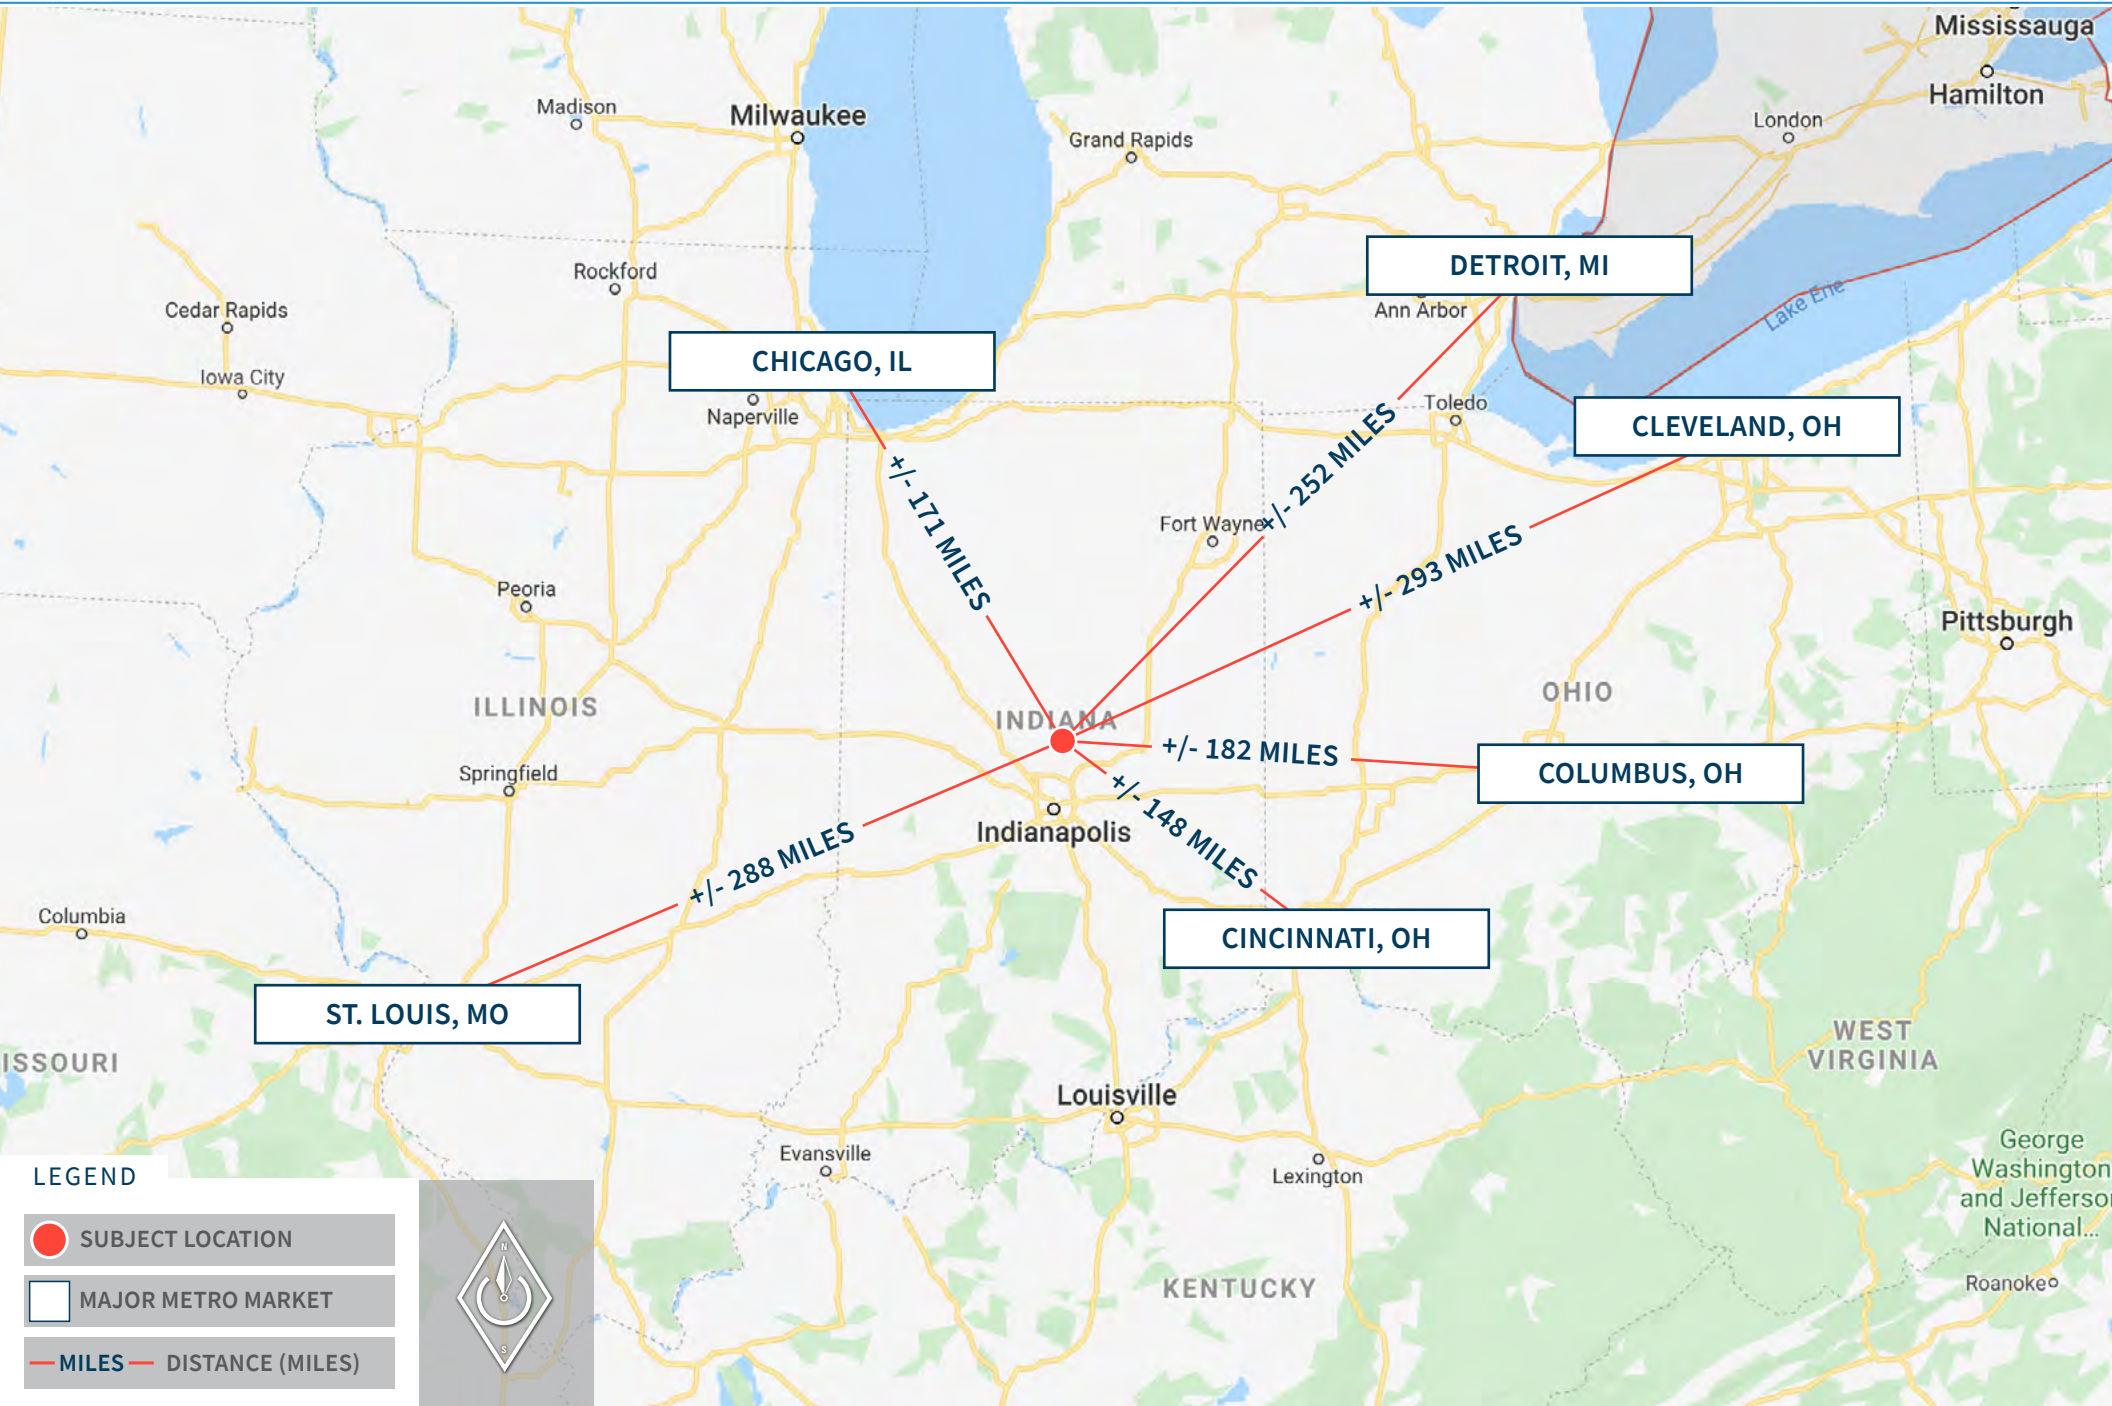 Mississauga
Hamilton
London
Madison
Milwaukee
Grand Rapids
DETROIT, MI
Ann Arbor
Lake Erie
Rockford
Cedar Rapids
Iowa City
CHICAGO, IL
Naperville
Toledo
CLEVELAND, OH
+/- 171 MILES
+/- 252 MILES
+/- 293 MILES
Fort Wayne
Peoria
Pittsburgh
ILLINOIS
INDIANA
OHIO
+/- 182 MILES
COLUMBUS, OH
Springfield
+/- 148 MILES
Indianapolis
+/- 288 MILES
Columbia
CINCINNATI, OH
ST. LOUIS, MO
ISSOURI
WEST
VIRGINIA
Louisville
Evansville
Lexington
George
Washington
and Jefferso
National...
Roanoke
KENTUCKY
LEGEND
SUBJECT LOCATION
MAJOR METRO MARKET
MILES DISTANCE (MILES)
N
S